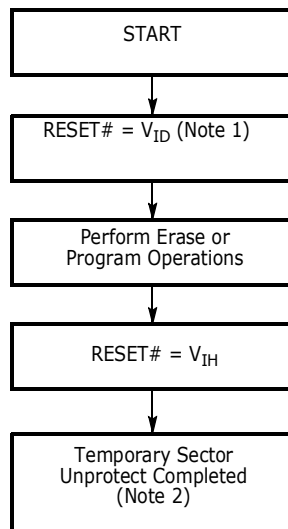 START
RESET# = VID (Note 1)
Perform Erase or
Program Operations
RESET# = VIH
Temporary Sector
Unprotect Completed
(Note 2)